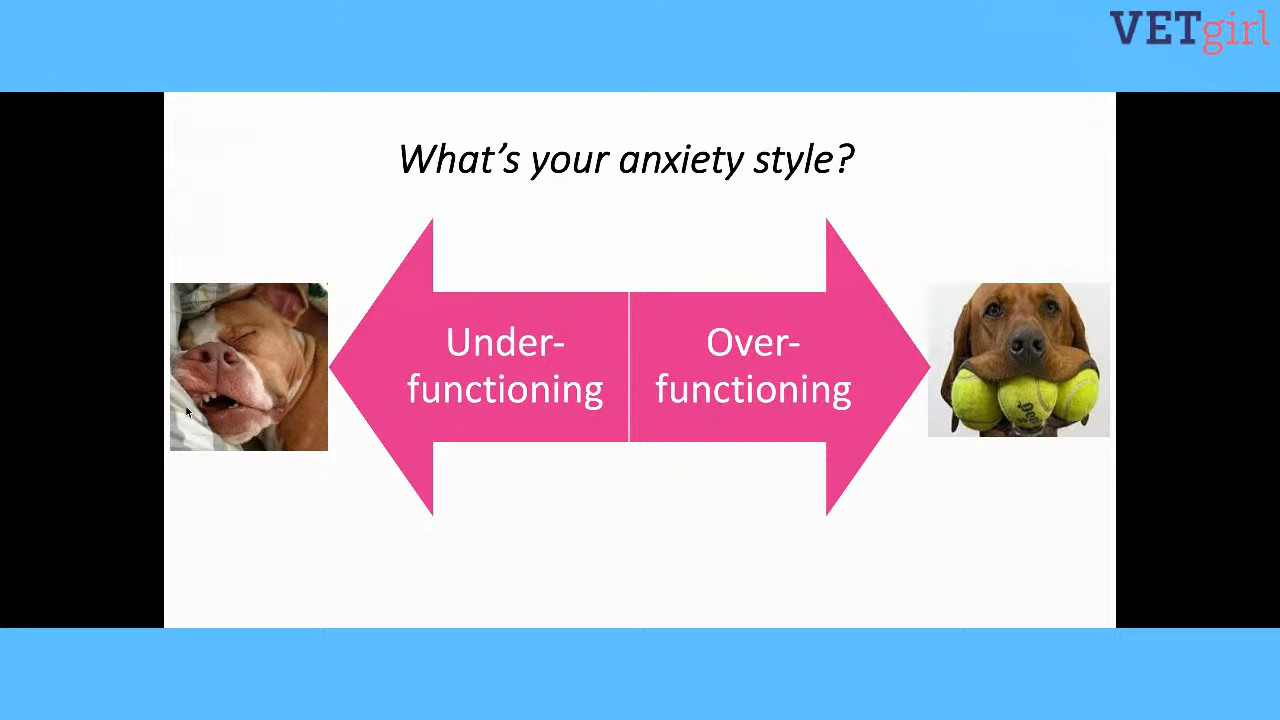 VETgirl
What's your anxiety style?
Under-
functioning
Over-
functioning